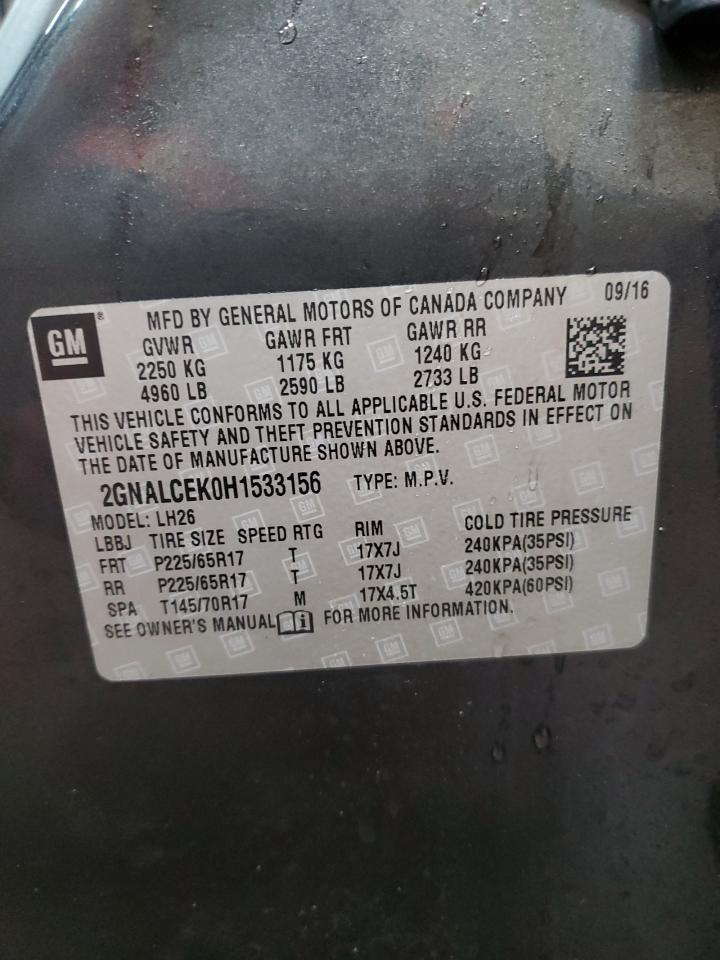 GM®
MFD BY GENERAL MOTORS OF CANADA COMPANY 09/16
GVWR GAWR FRT GAWR RR
2250 KG 1175 KG 1240 KG
4960 LB 2590 LB 2733 LB
THIS VEHICLE CONFORMS TO ALL APPLICABLE U.S. FEDERAL MOTOR
VEHICLE SAFETY AND THEFT PREVENTION STANDARDS IN EFFECT ON
THE DATE OF MANUFACTURE SHOWN ABOVE.
2GNALCEK0H1533156 TYPE: M.P.V.
MODEL: LH26
LBBJ TIRE SIZE SPEED RTG RIM COLD TIRE PRESSURE
FRT P225/65R17 T 17X7J 240KPA(35PSI)
RR P225/65R17 T 17X7J 240KPA(35PSI)
SPA T145/70R17 M 17X4.5T 420KPA(60PSI)
SEE OWNER'S MANUAL i FOR MORE INFORMATION.